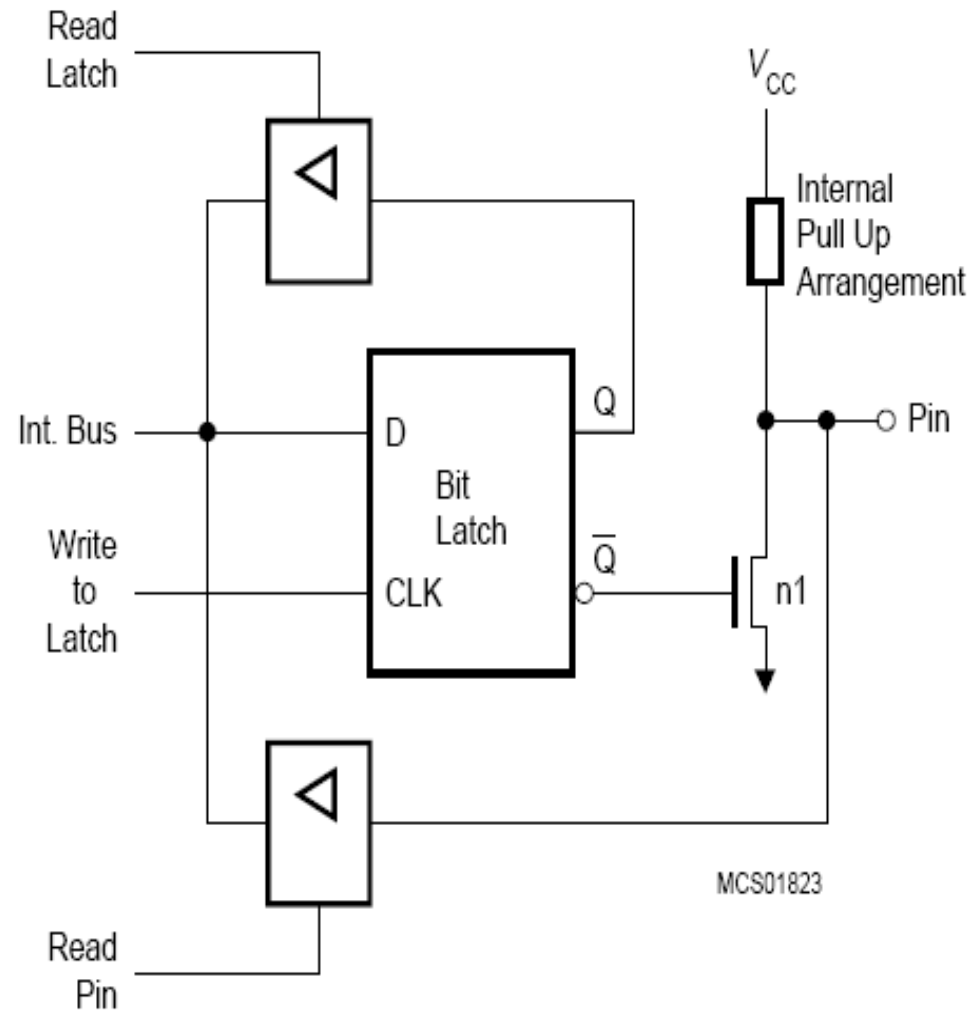 Read
Latch
V CC
Internal
Pull Up
Arrangement
Q
Int. Bus
D
Pin
Bit
Latch
Write
to
Latch
Q̅
CLK
n1
MCS01823
Read
Pin